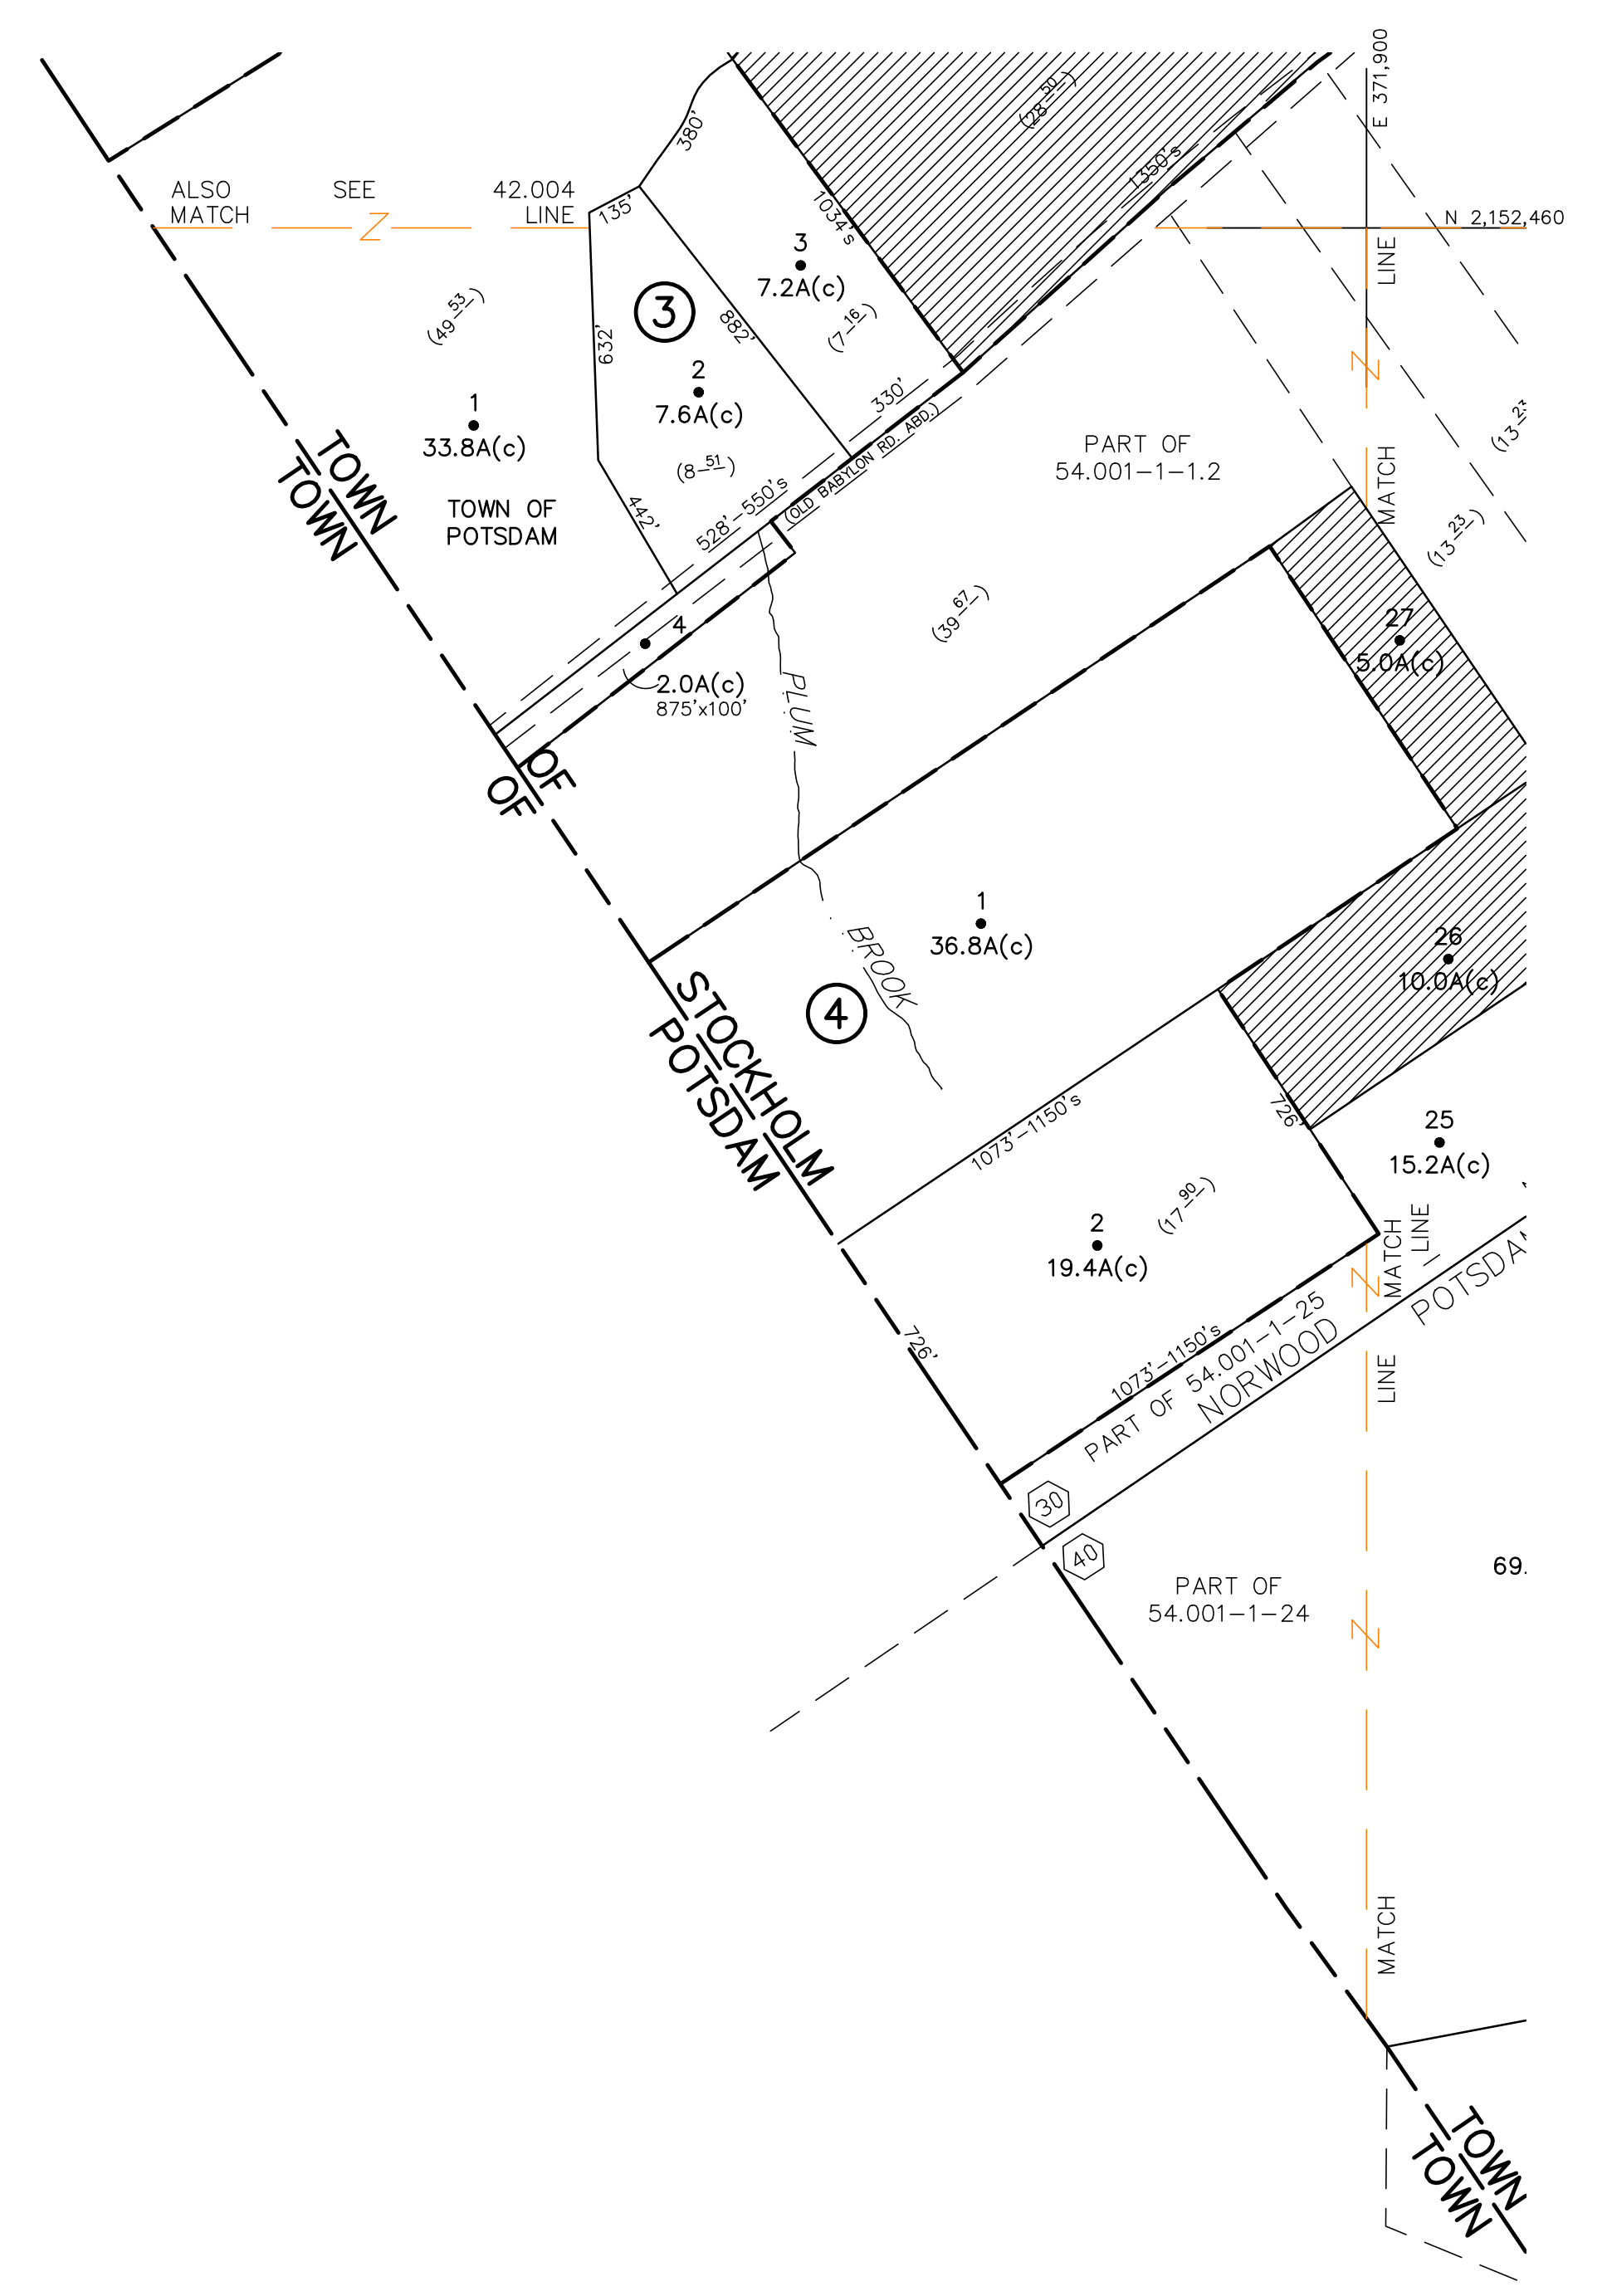 E 371,900
(28 50)
380'
1350's
ALSO SEE 42.004
MATCH LINE
135'
N 2,152,460
1034's
LINE
3
7.2A(c)
(7 16)
3
(49 53)
632'
882'
2
7.6A(c)
(8 51)
330'
1
33.8A(c)
(OLD BABYLON RD. ABD.)
PART OF
54.001-1-1.2
MATCH
(13 23)
(13 23)
TOWN
TOWN
TOWN OF
POTSDAM
442'
528'-550's
(39 67)
4
2.0A(c)
875'x100'
27
5.0A(c)
PLUM
OF
OF
1
36.8A(c)
BROOK
26
10.0A(c)
4
STOCKHOLM
POTSDAM
1073'-1150's
726'
25
15.2A(c)
(17 90)
2
19.4A(c)
MATCH
LINE
POTSDA
726'
1073'-1150's
PART OF 54.001-1-25
NORWOOD
LINE
30
40
PART OF
54.001-1-24
69.
MATCH
TOWN
TOWN